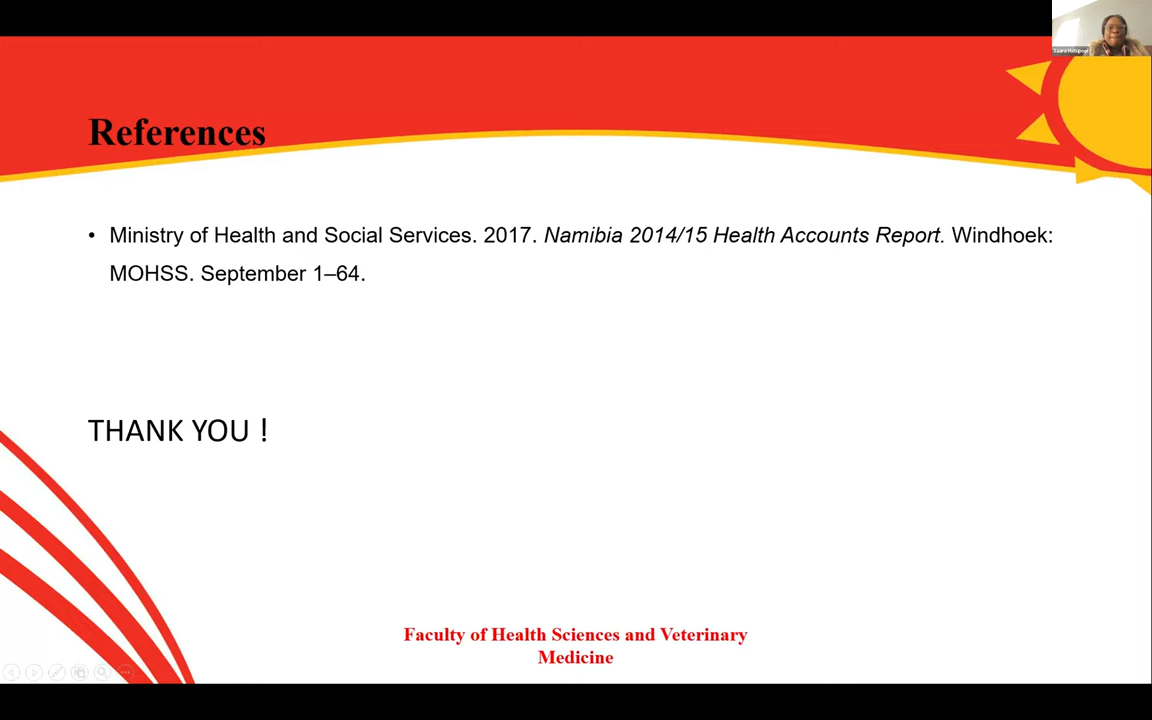 References
• Ministry of Health and Social Services. 2017. Namibia 2014/15 Health Accounts Report. Windhoek:
MOHSS. September 1–64.
THANK YOU !
Faculty of Health Sciences and Veterinary
Medicine